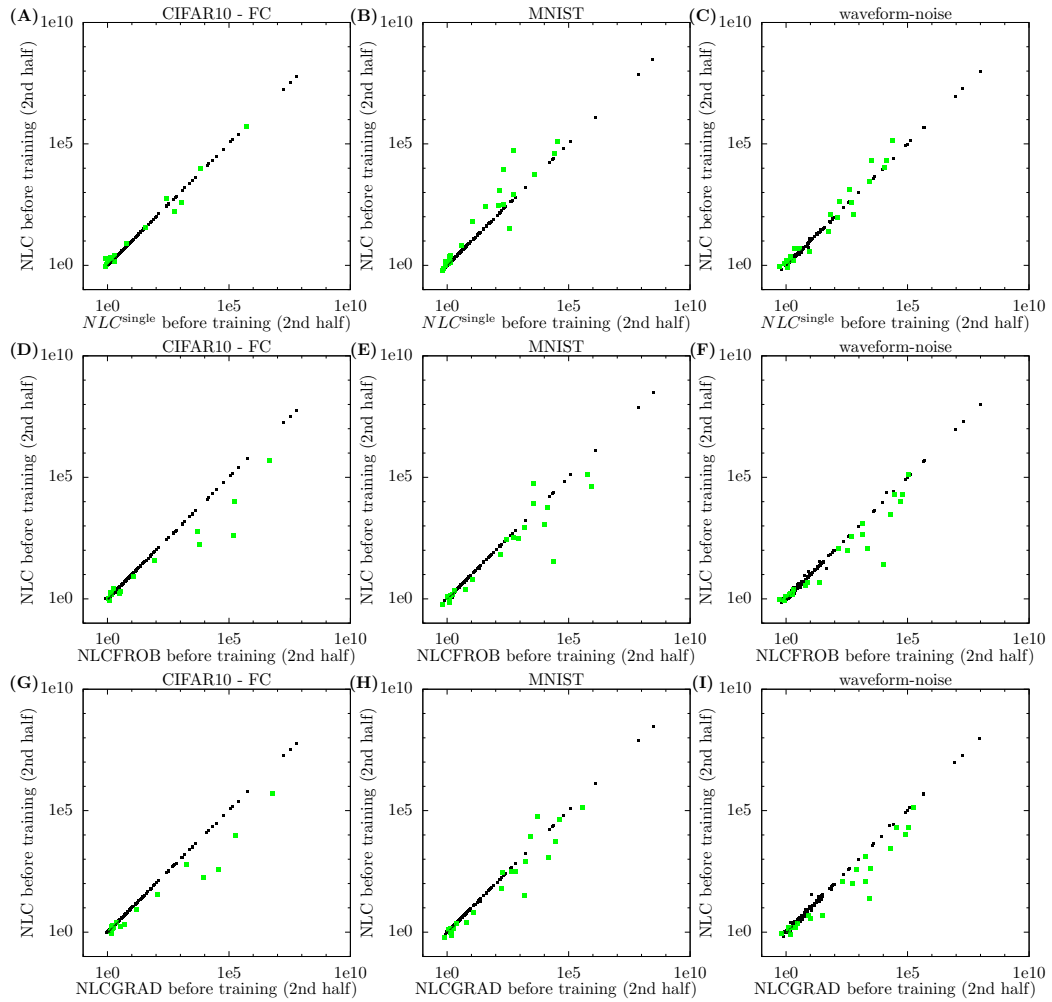 (A) CIFAR10 - FC
1e10
1e5
1e0
NLC before training (2nd half)
1e0 1e5 1e10
NLC^single before training (2nd half)
(B) MNIST
1e10
1e5
1e0
NLC before training (2nd half)
1e0 1e5 1e10
NLC^single before training (2nd half)
(C) waveform-noise
1e10
1e5
1e0
NLC before training (2nd half)
1e0 1e5 1e10
NLC^single before training (2nd half)
(D) CIFAR10 - FC
1e10
1e5
1e0
NLC before training (2nd half)
1e0 1e5 1e10
NLCFROB before training (2nd half)
(E) MNIST
1e10
1e5
1e0
NLC before training (2nd half)
1e0 1e5 1e10
NLCFROB before training (2nd half)
(F) waveform-noise
1e10
1e5
1e0
NLC before training (2nd half)
1e0 1e5 1e10
NLCFROB before training (2nd half)
(G) CIFAR10 - FC
1e10
1e5
1e0
NLC before training (2nd half)
1e0 1e5 1e10
NLCGRAD before training (2nd half)
(H) MNIST
1e10
1e5
1e0
NLC before training (2nd half)
1e0 1e5 1e10
NLCGRAD before training (2nd half)
(I) waveform-noise
1e10
1e5
1e0
NLC before training (2nd half)
1e0 1e5 1e10
NLCGRAD before training (2nd half)